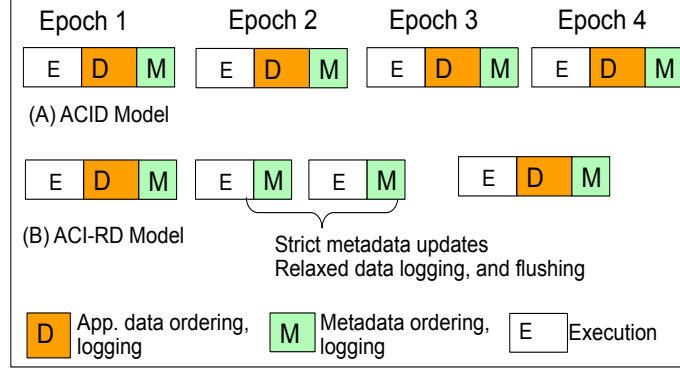 Epoch 1 Epoch 2 Epoch 3 Epoch 4
E D M E D M E D M E D M
(A) ACID Model
E D M E M E M E D M
(B) ACI-RD Model
Strict metadata updates
Relaxed data logging, and flushing
D App. data ordering, logging
M Metadata ordering, logging
E Execution